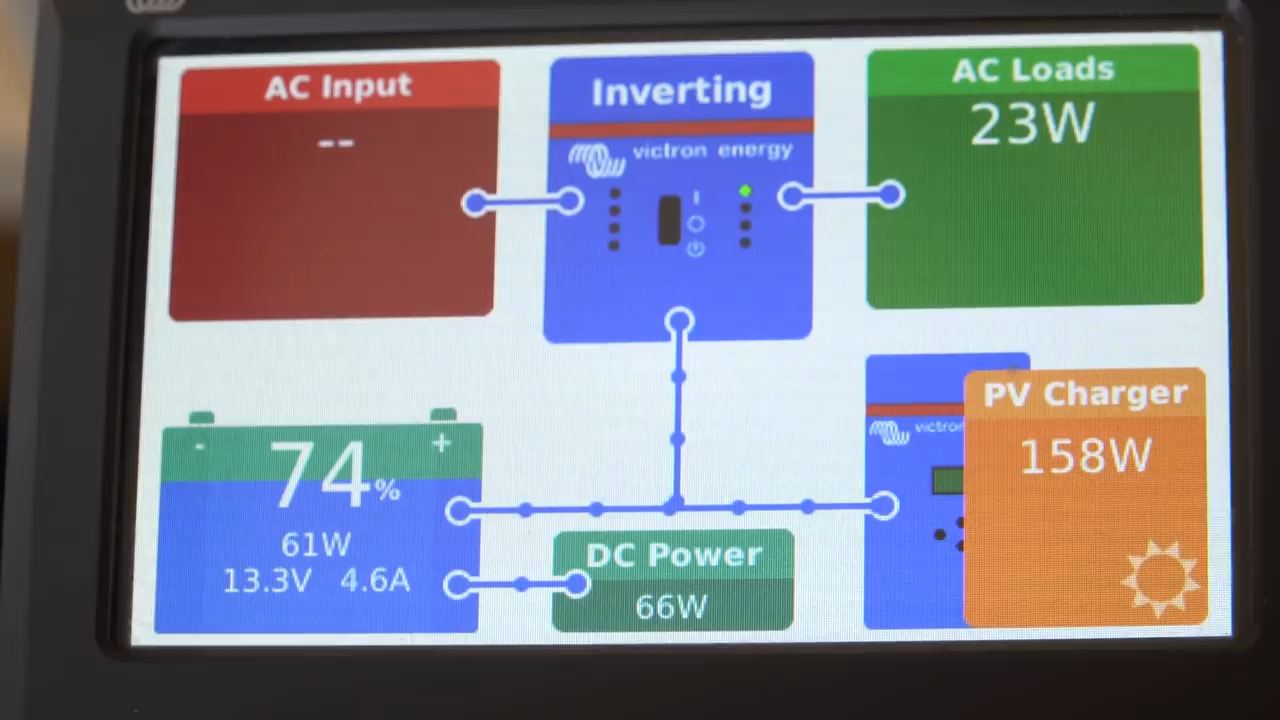 AC Input
--
Inverting
victron energy
AC Loads
23W
- 74% +
61W
13.3V 4.6A
DC Power
66W
PV Charger
158W